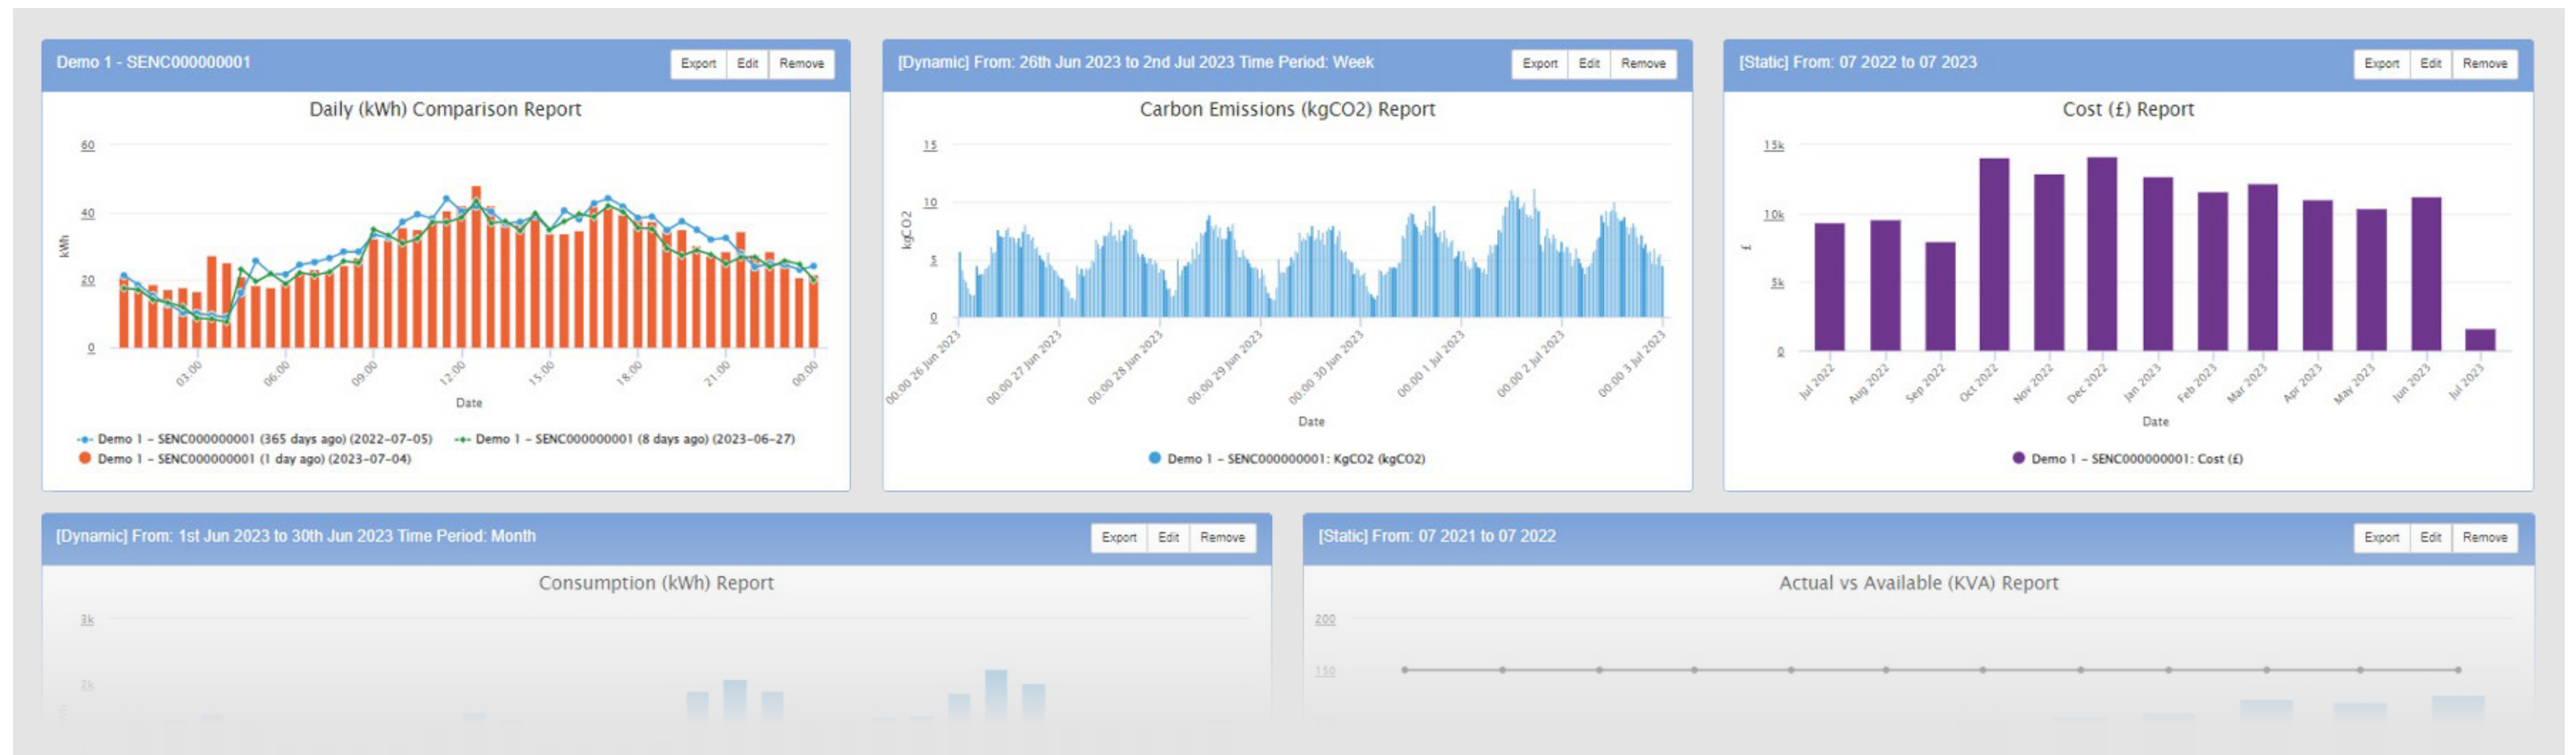 Demo 1 - SENC000000001
Export Edit Remove
Daily (kWh) Comparison Report
60
40
20
0
kWh
03:00 06:00 09:00 12:00 15:00 18:00 21:00 00:00
Date
Demo 1 - SENC000000001 (365 days ago) (2022-07-05) Demo 1 - SENC000000001 (8 days ago) (2023-06-27)
Demo 1 - SENC000000001 (1 day ago) (2023-07-04)
[Dynamic] From: 26th Jun 2023 to 2nd Jul 2023 Time Period: Week
Export Edit Remove
Carbon Emissions (kgCO2) Report
15
10
5
0
kgCO2
00:00 26 Jun 2023 00:00 27 Jun 2023 00:00 28 Jun 2023 00:00 29 Jun 2023 00:00 30 Jun 2023 00:00 1 Jul 2023 00:00 2 Jul 2023 00:00 3 Jul 2023
Date
Demo 1 - SENC000000001: KgCO2 (kgCO2)
[Static] From: 07 2022 to 07 2023
Export Edit Remove
Cost (£) Report
15k
10k
5k
0
£
Jul 2022 Aug 2022 Sep 2022 Oct 2022 Nov 2022 Dec 2022 Jan 2023 Feb 2023 Mar 2023 Apr 2023 May 2023 Jun 2023 Jul 2023
Date
Demo 1 - SENC000000001: Cost (£)
[Dynamic] From: 1st Jun 2023 to 30th Jun 2023 Time Period: Month
Export Edit Remove
Consumption (kWh) Report
3k
2k
[Static] From: 07 2021 to 07 2022
Export Edit Remove
Actual vs Available (KVA) Report
200
150